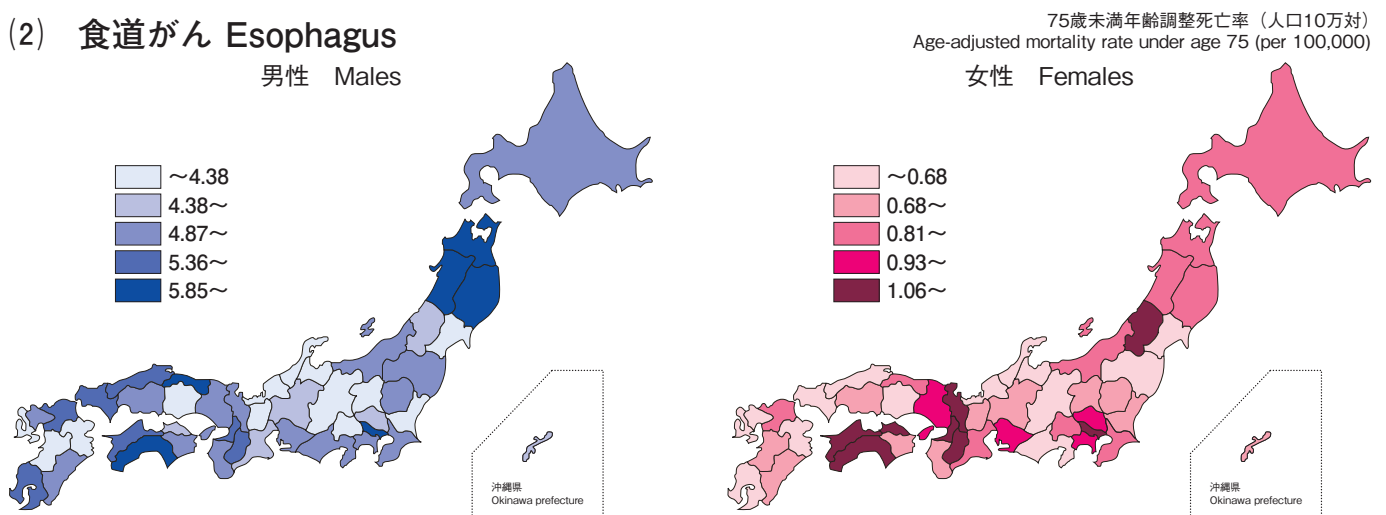 (2) 食道がん Esophagus
75歳未満年齢調整死亡率（人口10万対）
Age-adjusted mortality rate under age 75 (per 100,000)
男性 Males
～4.38
4.38～
4.87～
5.36～
5.85～
沖縄県
Okinawa prefecture
女性 Females
～0.68
0.68～
0.81～
0.93～
1.06～
沖縄県
Okinawa prefecture